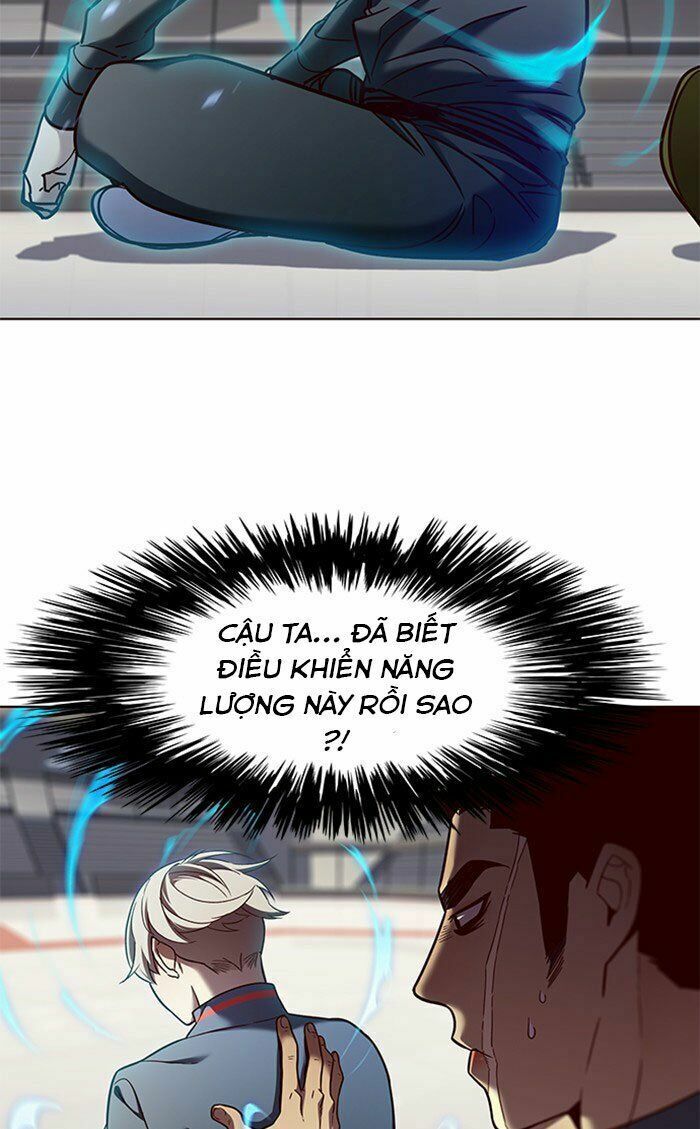 CẬU TA... ĐÃ BIẾT
ĐIỀU KHIỂN NĂNG
LƯỢNG NÀY RỒI SAO
?!